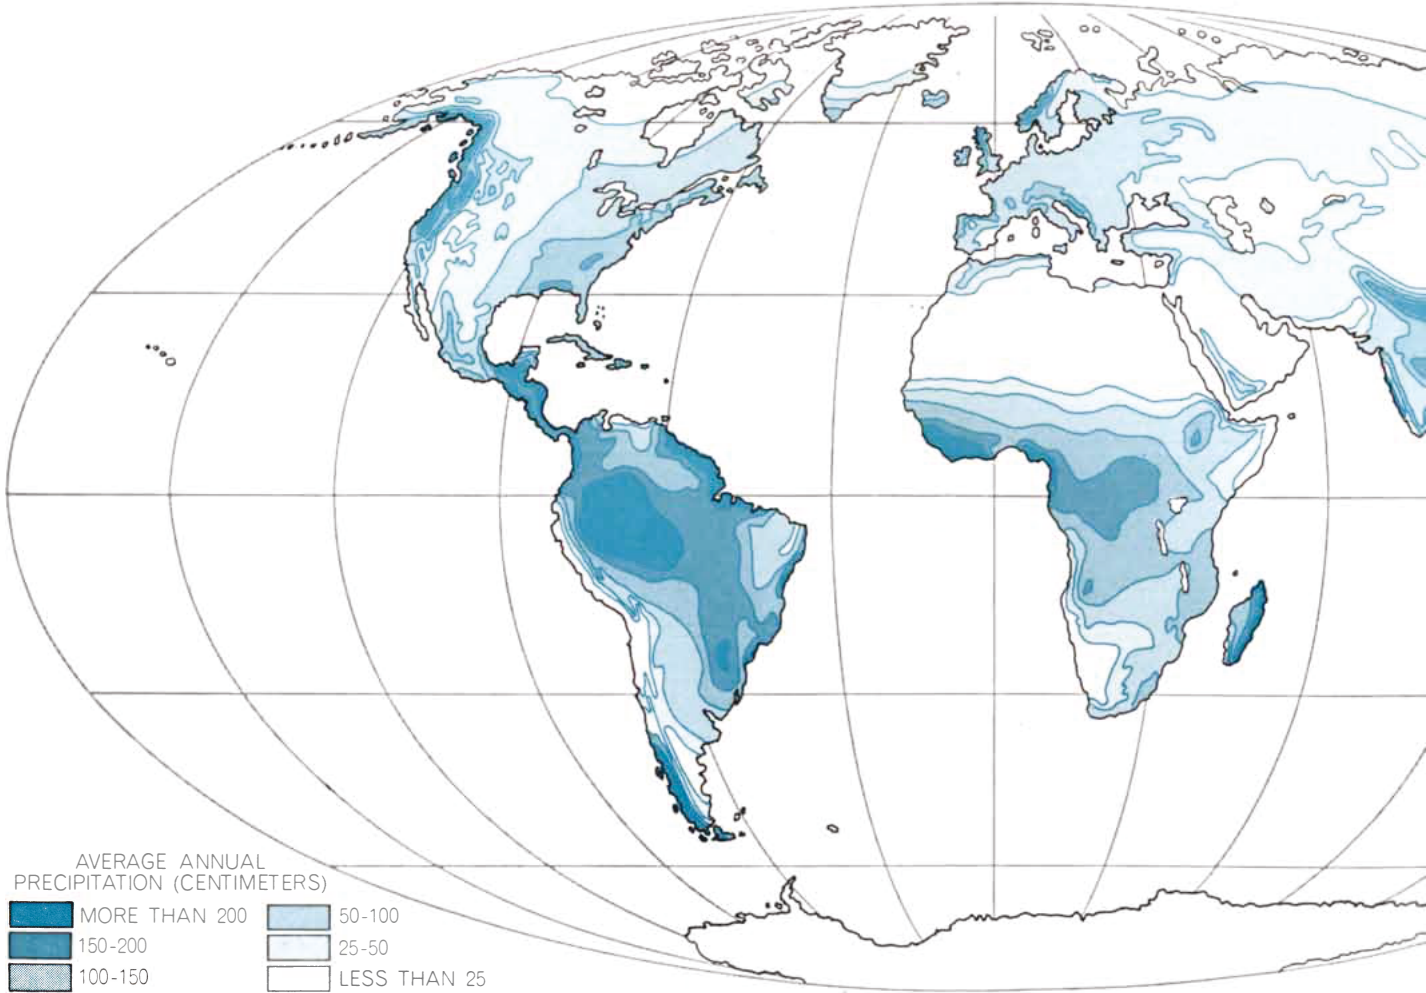 AVERAGE ANNUAL
PRECIPITATION (CENTIMETERS)
MORE THAN 200
150-200
100-150
50-100
25-50
LESS THAN 25